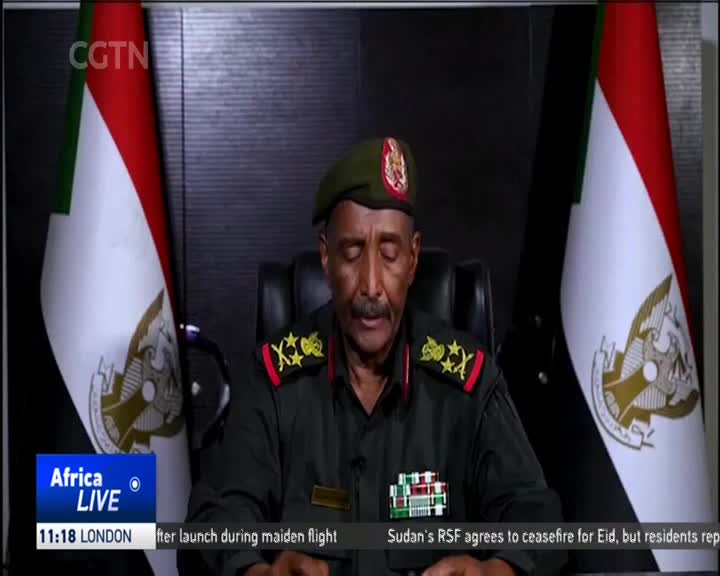 CGTN
Africa
LIVE
11:18 LONDON
fter launch during maiden flight Sudan's RSF agrees to ceasefire for Eid, but residents rep